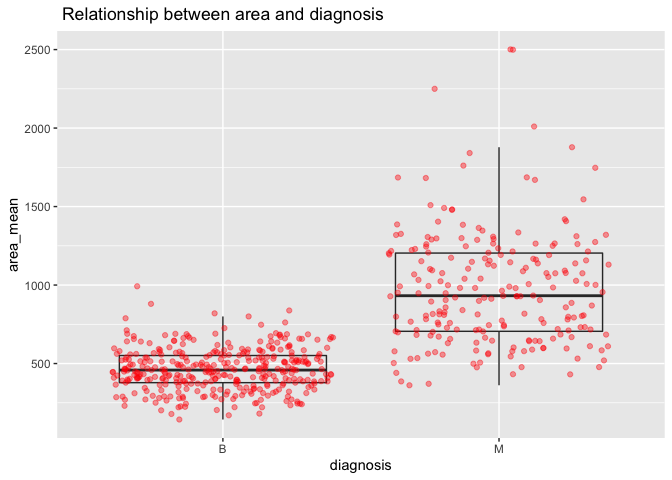 Relationship between area and diagnosis
2500
2000
1500
1000
500
area_mean
B
M
diagnosis